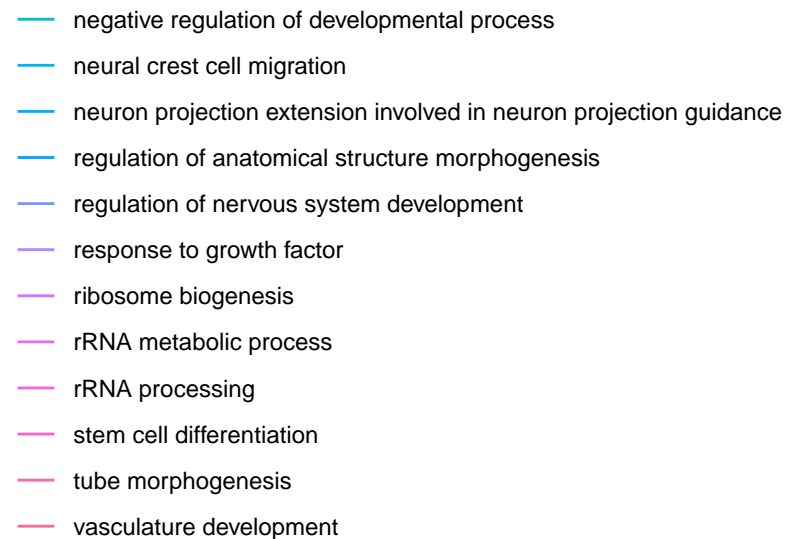 negative regulation of developmental process
neural crest cell migration
neuron projection extension involved in neuron projection guidance
regulation of anatomical structure morphogenesis
regulation of nervous system development
response to growth factor
ribosome biogenesis
rRNA metabolic process
rRNA processing
stem cell differentiation
tube morphogenesis
vasculature development